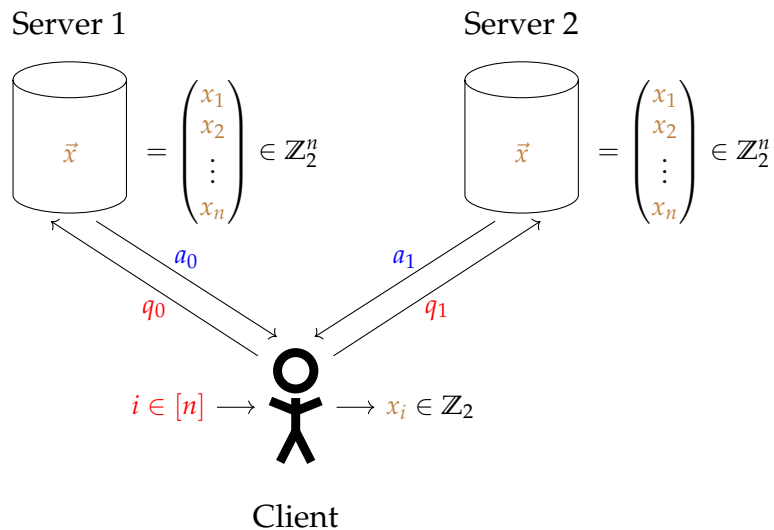 Server 1
Server 2
x⃗ = (x₁ x₂ ⋮ xₙ) ∈ ℤ₂ⁿ
x⃗ = (x₁ x₂ ⋮ xₙ) ∈ ℤ₂ⁿ
a₀
a₁
q₀
q₁
i ∈ [n] → → xᵢ ∈ ℤ₂
Client